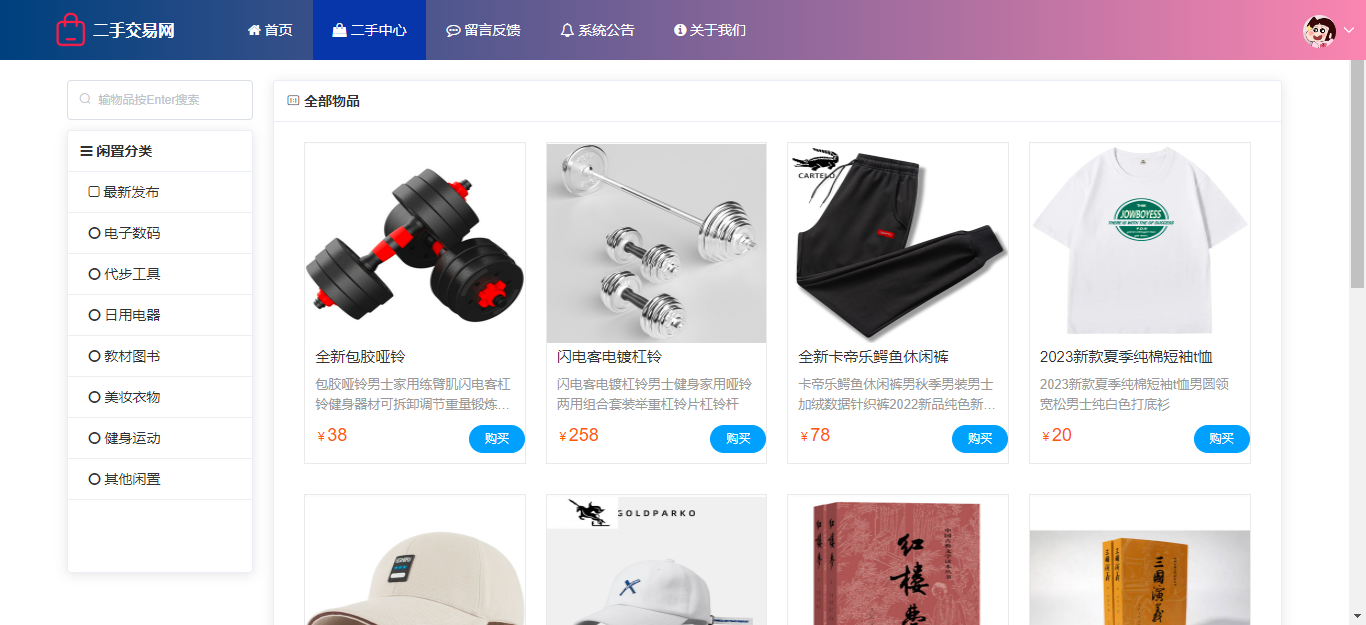 二手交易网
首页
二手中心
留言反馈
系统公告
关于我们
输物品按Enter搜索
闲置分类
最新发布
电子数码
代步工具
日用电器
教材图书
美妆衣物
健身运动
其他闲置
全部物品
全新包胶哑铃
包胶哑铃男士家用练臂肌闪电客杠
铃健身器材可拆卸调节重量锻炼...
¥38
购买
闪电客电镀杠铃
闪电客电镀杠铃男士健身家用哑铃
两用组合套装举重杠铃片杠铃杆
¥258
购买
CARTELO
全新卡帝乐鳄鱼休闲裤
卡帝乐鳄鱼休闲裤男秋季男装男士
加绒数据针织裤2022新品纯色新...
¥78
购买
JOWBOYESS
THERE IS WITH THE OF SUCCESS
2023新款夏季纯棉短袖t恤
2023新款夏季纯棉短袖t恤男圆领
宽松男士纯白色打底衫
¥20
购买
GOLDPARKO
红楼梦
三国演義